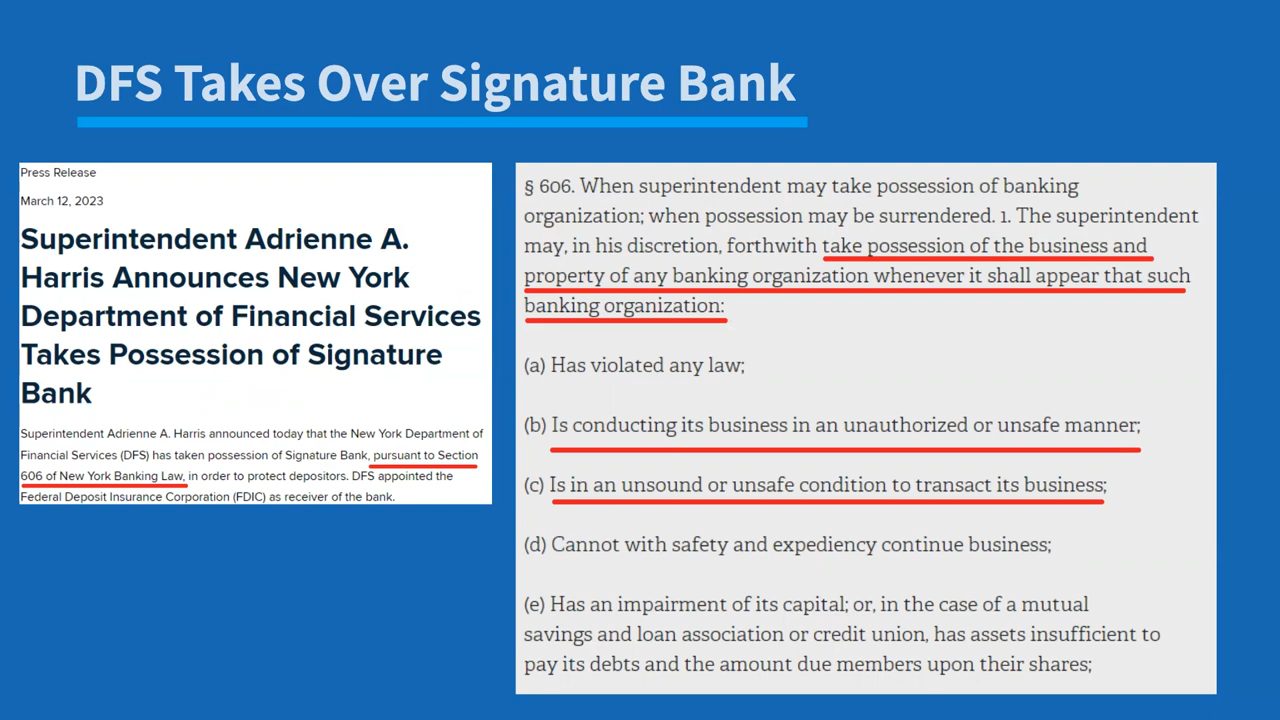 DFS Takes Over Signature Bank
Press Release
March 12, 2023
Superintendent Adrienne A.
Harris Announces New York
Department of Financial Services
Takes Possession of Signature
Bank
Superintendent Adrienne A. Harris announced today that the New York Department of
Financial Services (DFS) has taken possession of Signature Bank, pursuant to Section
606 of New York Banking Law, in order to protect depositors. DFS appointed the
Federal Deposit Insurance Corporation (FDIC) as receiver of the bank.
§ 606. When superintendent may take possession of banking
organization; when possession may be surrendered. 1. The superintendent
may, in his discretion, forthwith take possession of the business and
property of any banking organization whenever it shall appear that such
banking organization:
(a) Has violated any law;
(b) Is conducting its business in an unauthorized or unsafe manner;
(c) Is in an unsound or unsafe condition to transact its business;
(d) Cannot with safety and expediency continue business;
(e) Has an impairment of its capital; or, in the case of a mutual
savings and loan association or credit union, has assets insufficient to
pay its debts and the amount due members upon their shares;